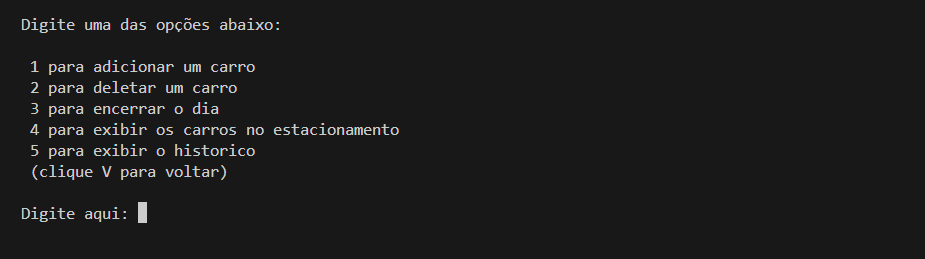 Digite uma das opções abaixo:
1 para adicionar um carro
2 para deletar um carro
3 para encerrar o dia
4 para exibir os carros no estacionamento
5 para exibir o historico
(clique V para voltar)
Digite aqui: